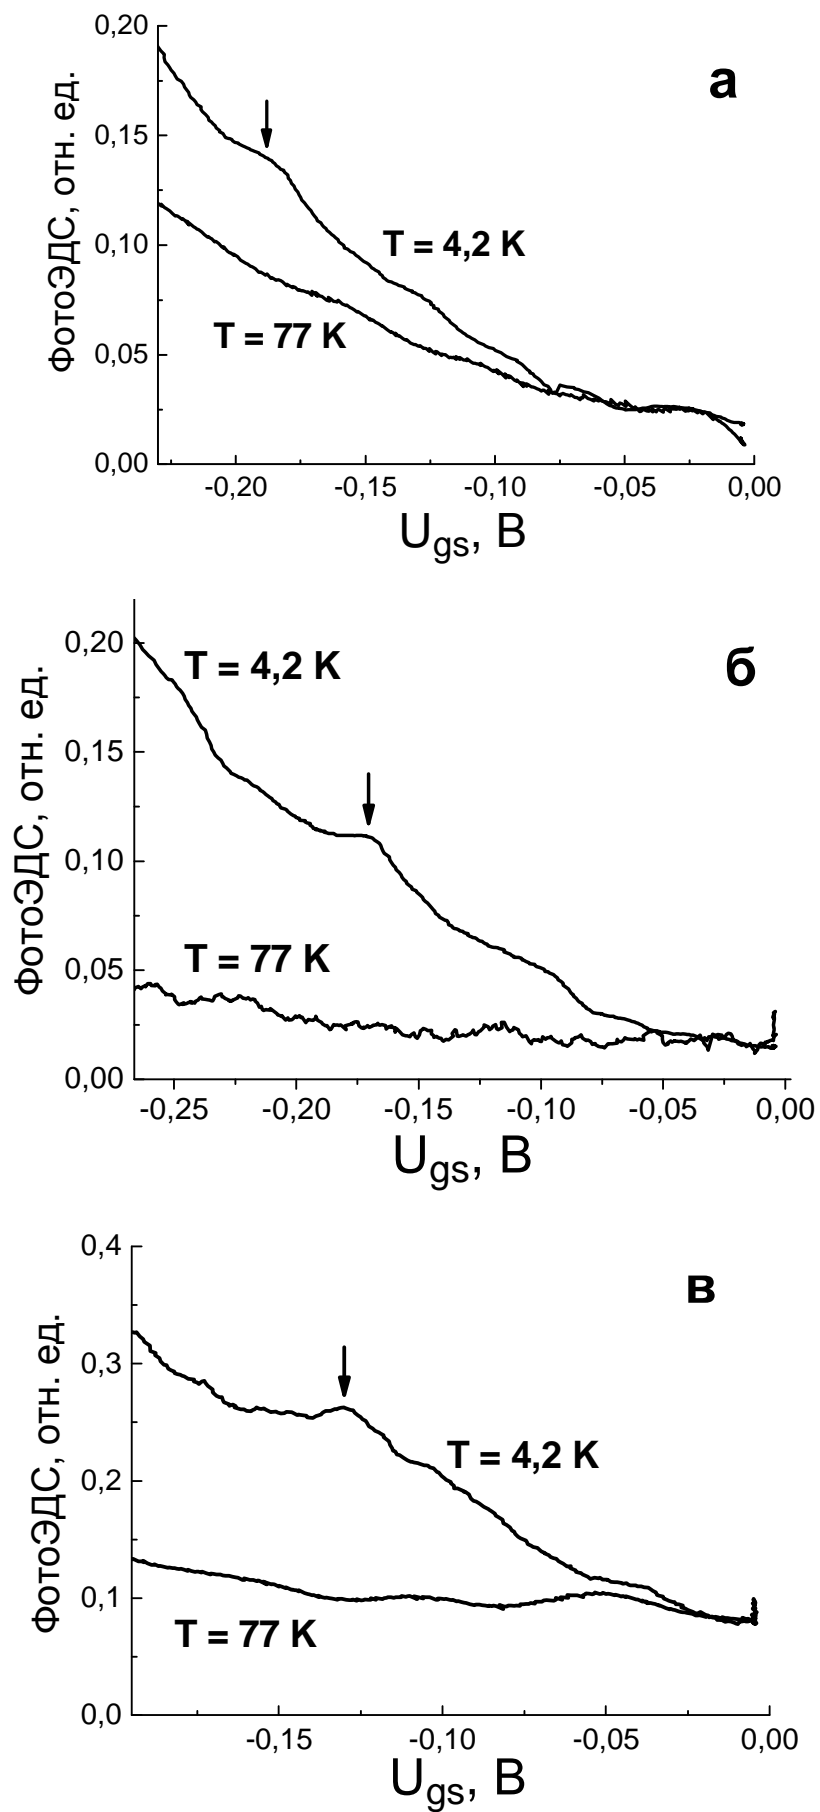 0,20
а
0,15
T = 4,2 K
0,10
T = 77 K
0,05
0,00
-0,20 -0,15 -0,10 -0,05 0,00
Ugs, В
ФотоЭДС, отн. ед.
0,20
T = 4,2 K
б
0,15
0,10
T = 77 K
0,05
0,00
-0,25 -0,20 -0,15 -0,10 -0,05 0,00
Ugs, В
ФотоЭДС, отн. ед.
0,4
в
0,3
T = 4,2 K
0,2
0,1
T = 77 K
0,0
-0,15 -0,10 -0,05 0,00
Ugs, В
ФотоЭДС, отн. ед.